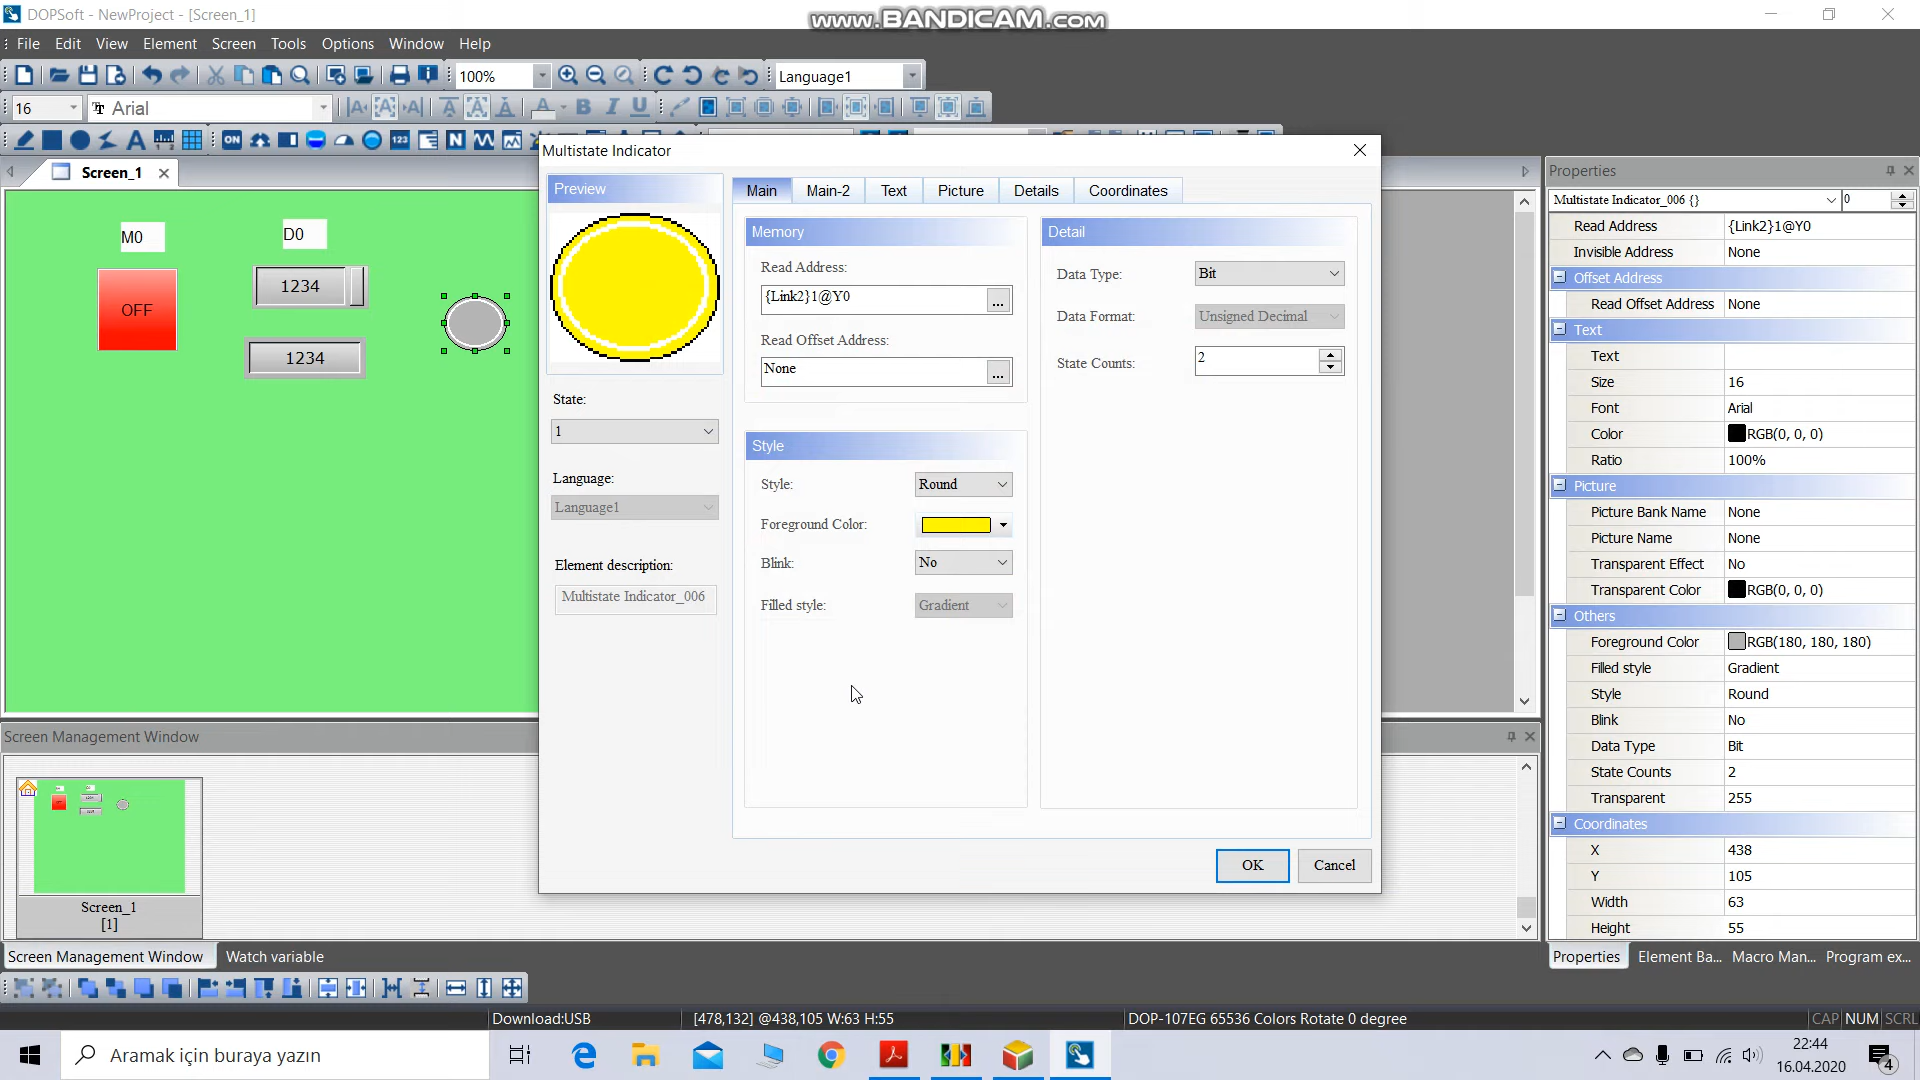 DOPSoft - NewProject - [Screen_1]
www.BANDICAM.com
File Edit View Element Screen Tools Options Window Help
100%
Language1
16
Arial
Screen_1
M0
D0
OFF
1234
1234
Multistate Indicator
Preview
State:
1
Language:
Language1
Element description:
Multistate Indicator_006
Main
Main-2
Text
Picture
Details
Coordinates
Memory
Read Address:
{Link2}1@Y0
...
Read Offset Address:
None
...
Style
Style:
Round
Foreground Color:
Blink:
No
Filled style:
Gradient
Detail
Data Type:
Bit
Data Format:
Unsigned Decimal
State Counts:
2
OK
Cancel
Properties
Multistate Indicator_006 {}
0
Read Address {Link2}1@Y0
Invisible Address None
Offset Address
Read Offset Address None
Text
Text
Size 16
Font Arial
Color RGB(0, 0, 0)
Ratio 100%
Picture
Picture Bank Name None
Picture Name None
Transparent Effect No
Transparent Color RGB(0, 0, 0)
Others
Foreground Color RGB(180, 180, 180)
Filled style Gradient
Style Round
Blink No
Data Type Bit
State Counts 2
Transparent 255
Coordinates
X 438
Y 105
Width 63
Height 55
Properties Element Ba... Macro Man... Program ex...
Screen Management Window
Screen_1
[1]
Screen Management Window
Watch variable
Download:USB
[478,132] @438,105 W:63 H:55
DOP-107EG 65536 Colors Rotate 0 degree
CAP NUM SCRL
Aramak için buraya yazın
22:44
16.04.2020
4